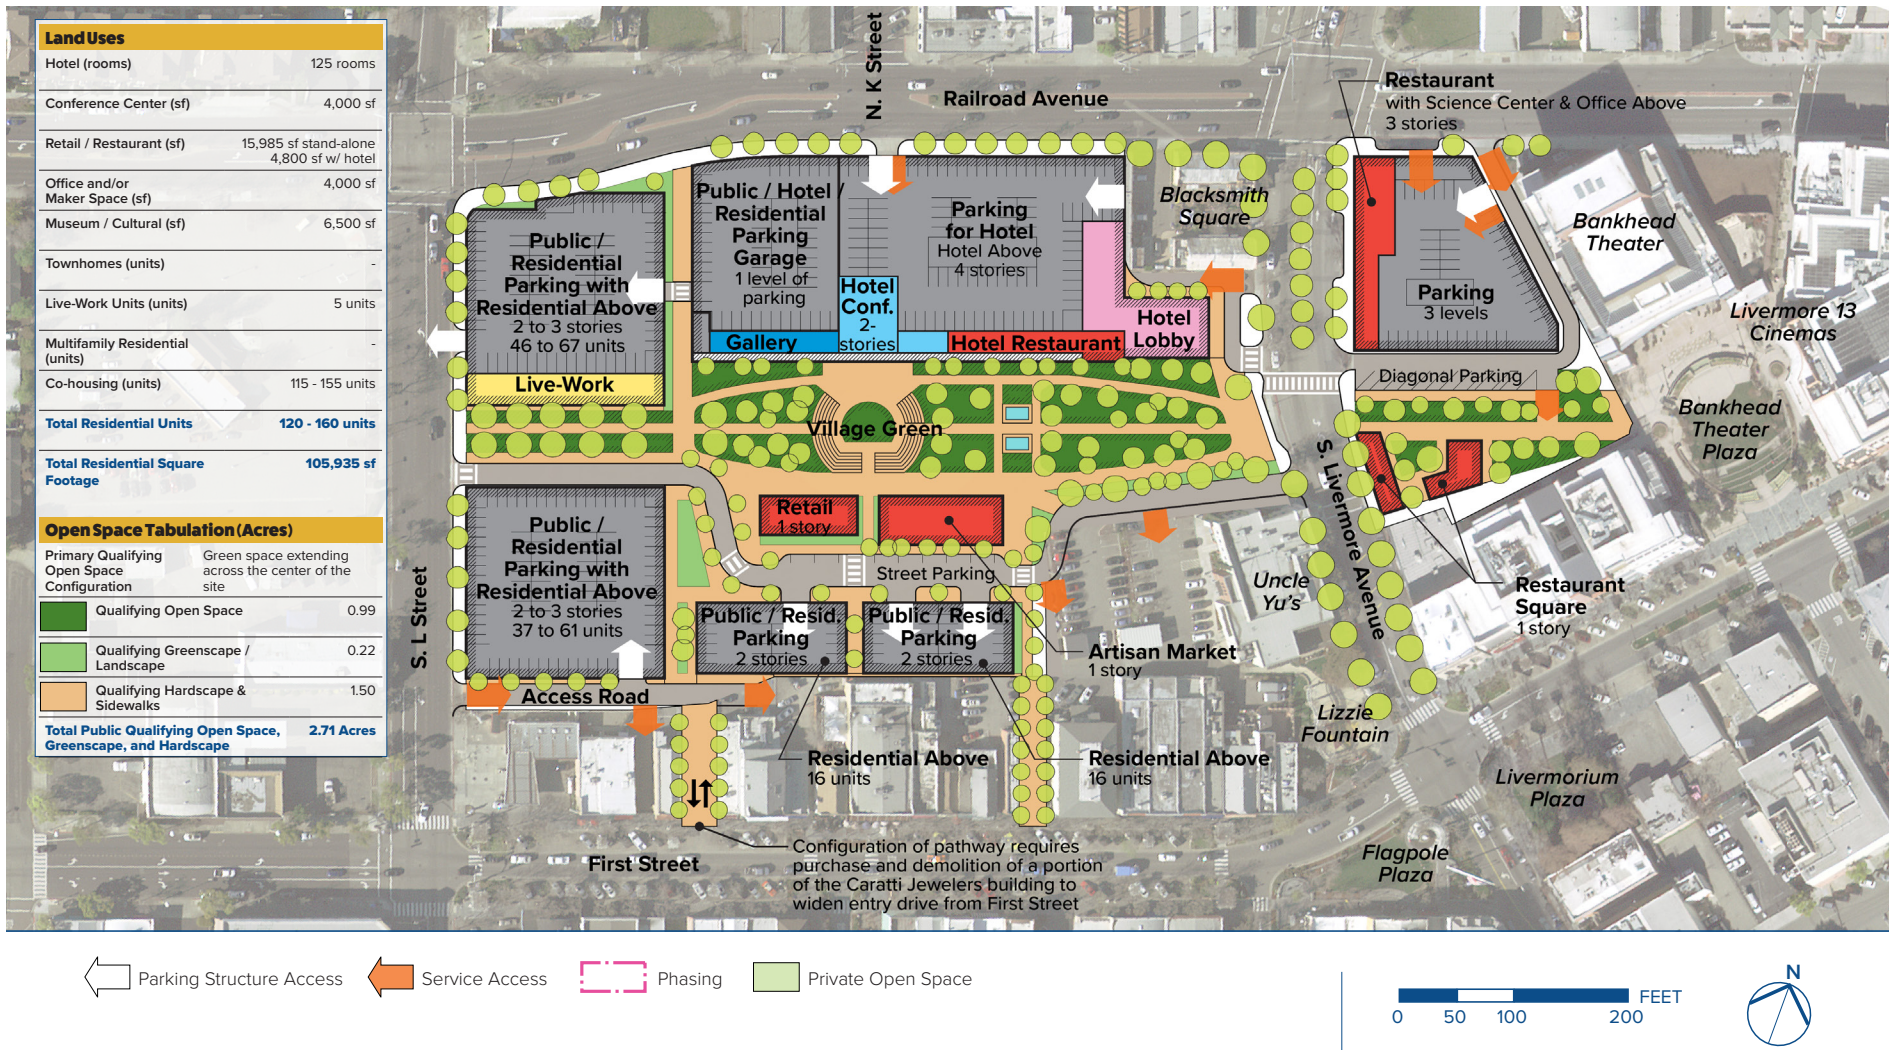 Land Uses
Hotel (rooms) 125 rooms
Conference Center (sf) 4,000 sf
Retail / Restaurant (sf) 15,985 sf stand-alone
4,800 sf w/ hotel
Office and/or 4,000 sf
Maker Space (sf)
Museum / Cultural (sf) 6,500 sf
Townhomes (units) -
Live-Work Units (units) 5 units
Multifamily Residential -
(units)
Co-housing (units) 115 - 155 units
Total Residential Units 120 - 160 units
Total Residential Square 105,935 sf
Footage
Open Space Tabulation (Acres)
Primary Qualifying Green space extending
Open Space across the center of the
Configuration site
Qualifying Open Space 0.99
Qualifying Greenscape / 0.22
Landscape
Qualifying Hardscape & 1.50
Sidewalks
Total Public Qualifying Open Space, 2.71 Acres
Greenscape, and Hardscape
N. K Street
Railroad Avenue
Restaurant
with Science Center & Office Above
3 stories
Public /
Residential
Parking with
Residential Above
2 to 3 stories
46 to 67 units
Live-Work
Public / Hotel /
Residential
Parking
Garage
1 level of
parking
Parking
for Hotel
Hotel Above
4 stories
Hotel
Conf.
2-
stories
Gallery
Hotel Restaurant
Hotel
Lobby
Blacksmith
Square
Parking
3 levels
Bankhead
Theater
Livermore 13
Cinemas
Diagonal Parking
Bankhead
Theater
Plaza
Village Green
S. Livermore Avenue
Public /
Residential
Parking with
Residential Above
2 to 3 stories
37 to 61 units
Retail
1 story
Street Parking
Public / Resid.
Parking
2 stories
Public / Resid.
Parking
2 stories
Uncle
Yu's
Restaurant
Square
1 story
Artisan Market
1 story
S. L Street
Access Road
Lizzie
Fountain
Residential Above
16 units
Residential Above
16 units
Livermorium
Plaza
Flagpole
Plaza
First Street
Configuration of pathway requires
purchase and demolition of a portion
of the Caratti Jewelers building to
widen entry drive from First Street
Parking Structure Access
Service Access
Phasing
Private Open Space
FEET
0 50 100 200
N